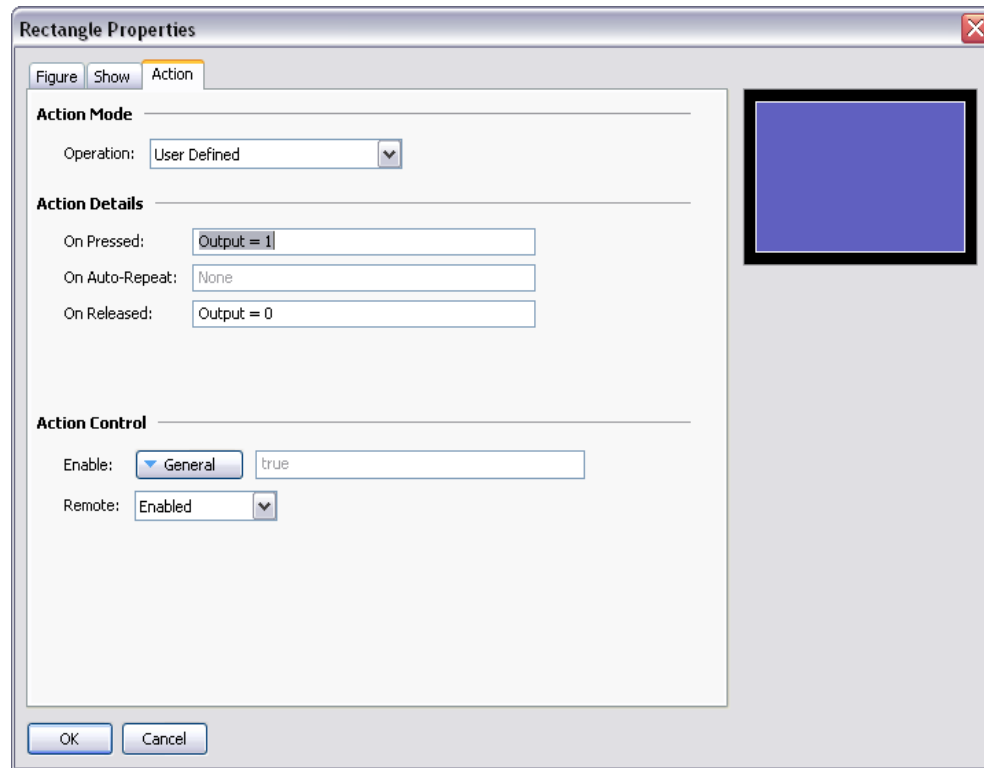 Rectangle Properties
Figure Show Action
Action Mode
Operation: User Defined
Action Details
On Pressed: Output = 1
On Auto-Repeat: None
On Released: Output = 0
Action Control
Enable: General true
Remote: Enabled
OK Cancel